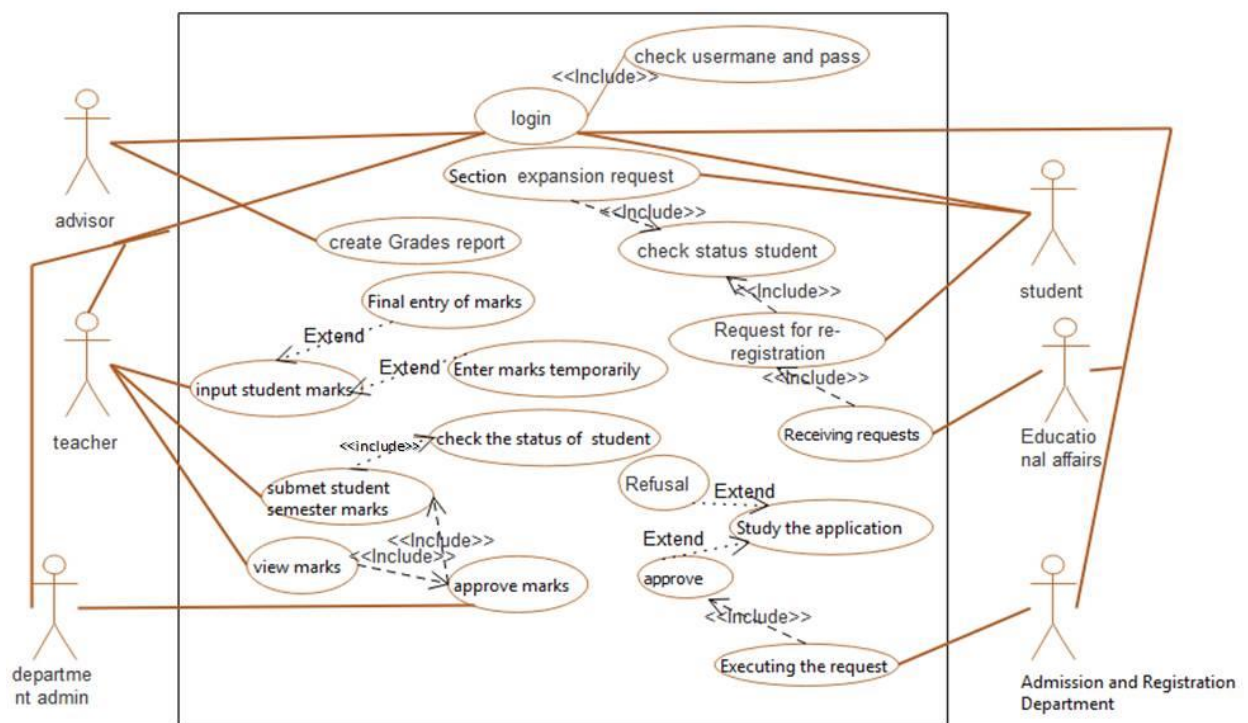 check usermane and pass
<<Include>>
login
Section expansion request
<<Include>>
advisor
create Grades report
check status student
<<Include>>
student
Final entry of marks
Extend
Request for re-
registration
Extend
Enter marks temporarily
input student marks
<<Include>>
teacher
<<include>>
check the status of student
Receiving requests
Educatio
nal affairs
submet student
semester marks
Refusal
Extend
Study the application
<<Include>>
<<Include>>
Extend
view marks
approve marks
approve
<<Include>>
departme
nt admin
Executing the request
Admission and Registration
Department